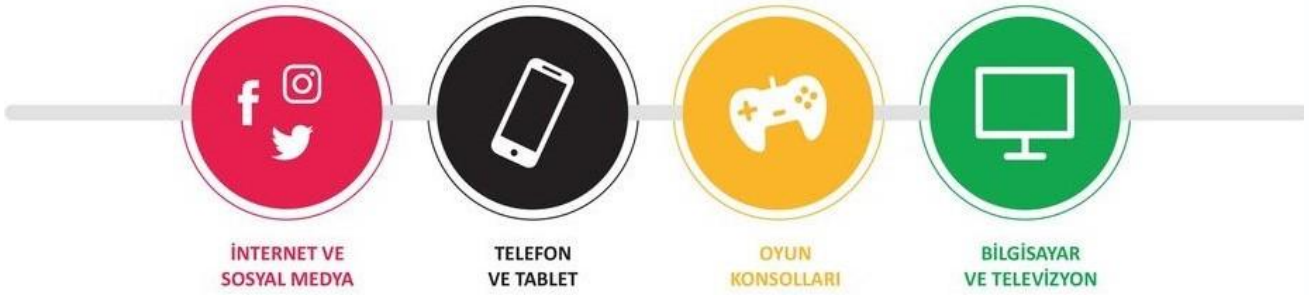 İNTERNET VE
SOSYAL MEDYA
TELEFON
VE TABLET
OYUN
KONSOLLARI
BİLGİSAYAR
VE TELEVİZYON